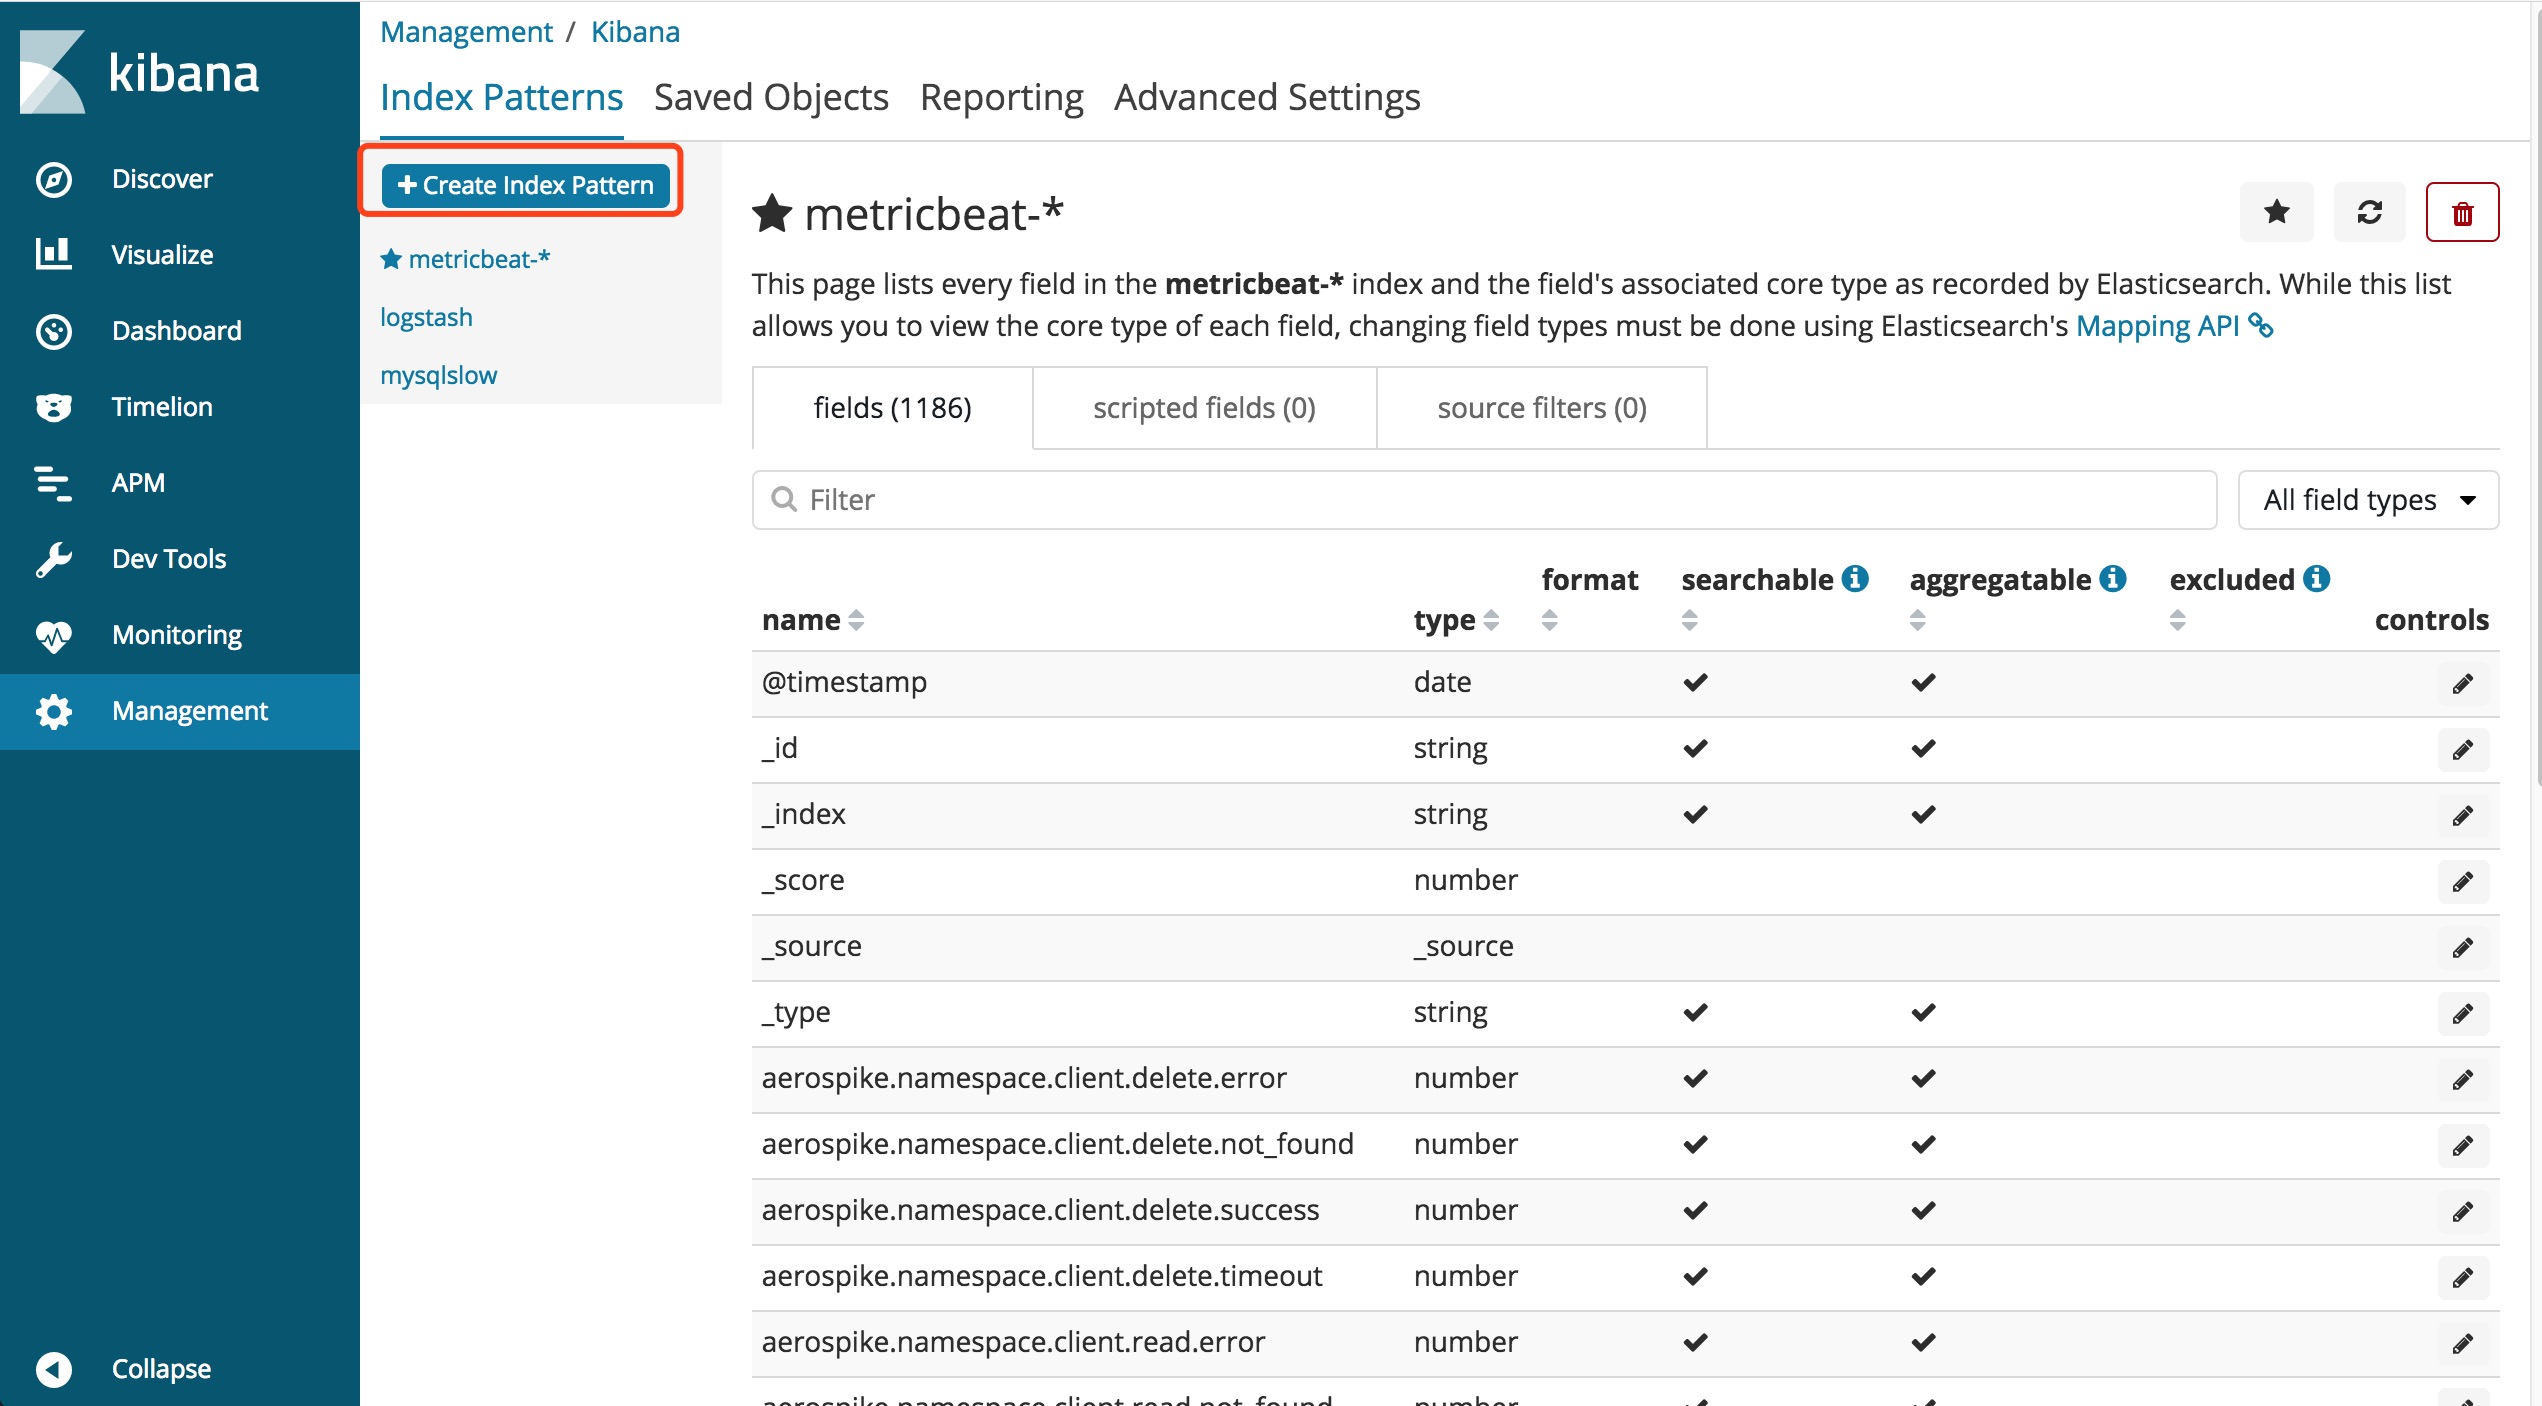 kibana
Discover
Visualize
Dashboard
Timelion
APM
Dev Tools
Monitoring
Management
Collapse
Management / Kibana
Index Patterns Saved Objects Reporting Advanced Settings
Create Index Pattern
metricbeat-*
logstash
mysqlslow
metricbeat-*
This page lists every field in the metricbeat-* index and the field's associated core type as recorded by Elasticsearch. While this list
allows you to view the core type of each field, changing field types must be done using Elasticsearch's Mapping API
fields (1186) scripted fields (0) source filters (0)
Filter All field types
name type format searchable aggregatable excluded controls
@timestamp date
_id string
_index string
_score number
_source _source
_type string
aerospike.namespace.client.delete.error number
aerospike.namespace.client.delete.not_found number
aerospike.namespace.client.delete.success number
aerospike.namespace.client.delete.timeout number
aerospike.namespace.client.read.error number
aerospike.namespace.client.read.not_found number